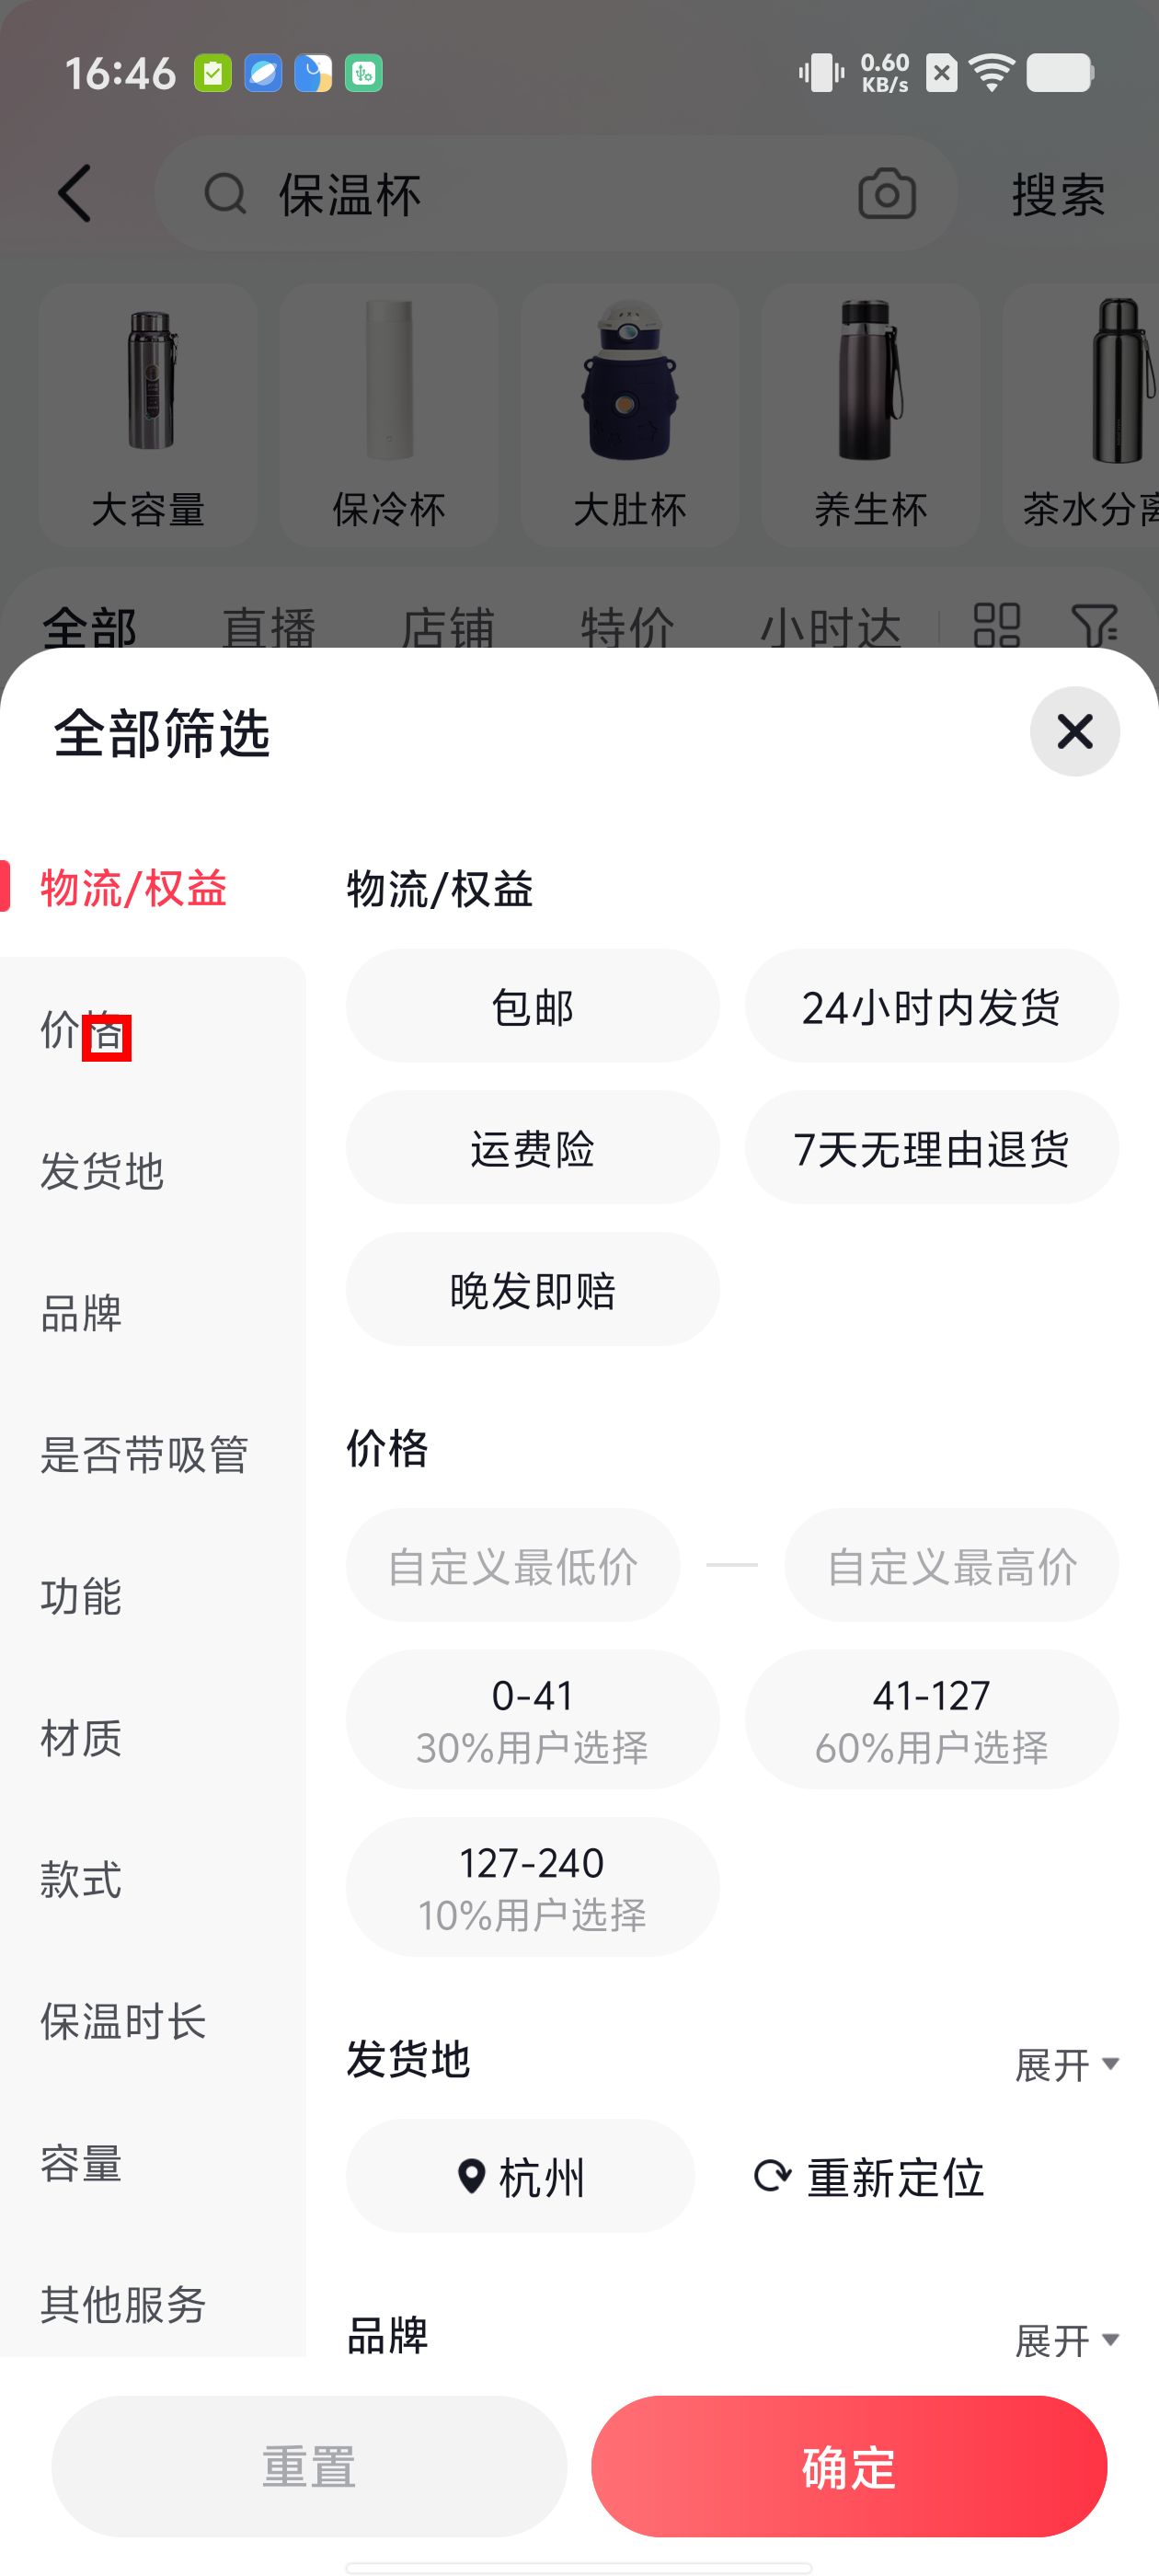 16:46
0.60
KB/s
保温杯
搜索
大容量
保冷杯
大肚杯
养生杯
茶水分离
全部
直播
店铺
特价
小时达
全部筛选
物流/权益
价格
发货地
品牌
是否带吸管
功能
材质
款式
保温时长
容量
其他服务
物流/权益
包邮
24小时内发货
运费险
7天无理由退货
晚发即赔
价格
自定义最低价
自定义最高价
0-41
30%用户选择
41-127
60%用户选择
127-240
10%用户选择
发货地
展开
杭州
重新定位
品牌
展开
重置
确定